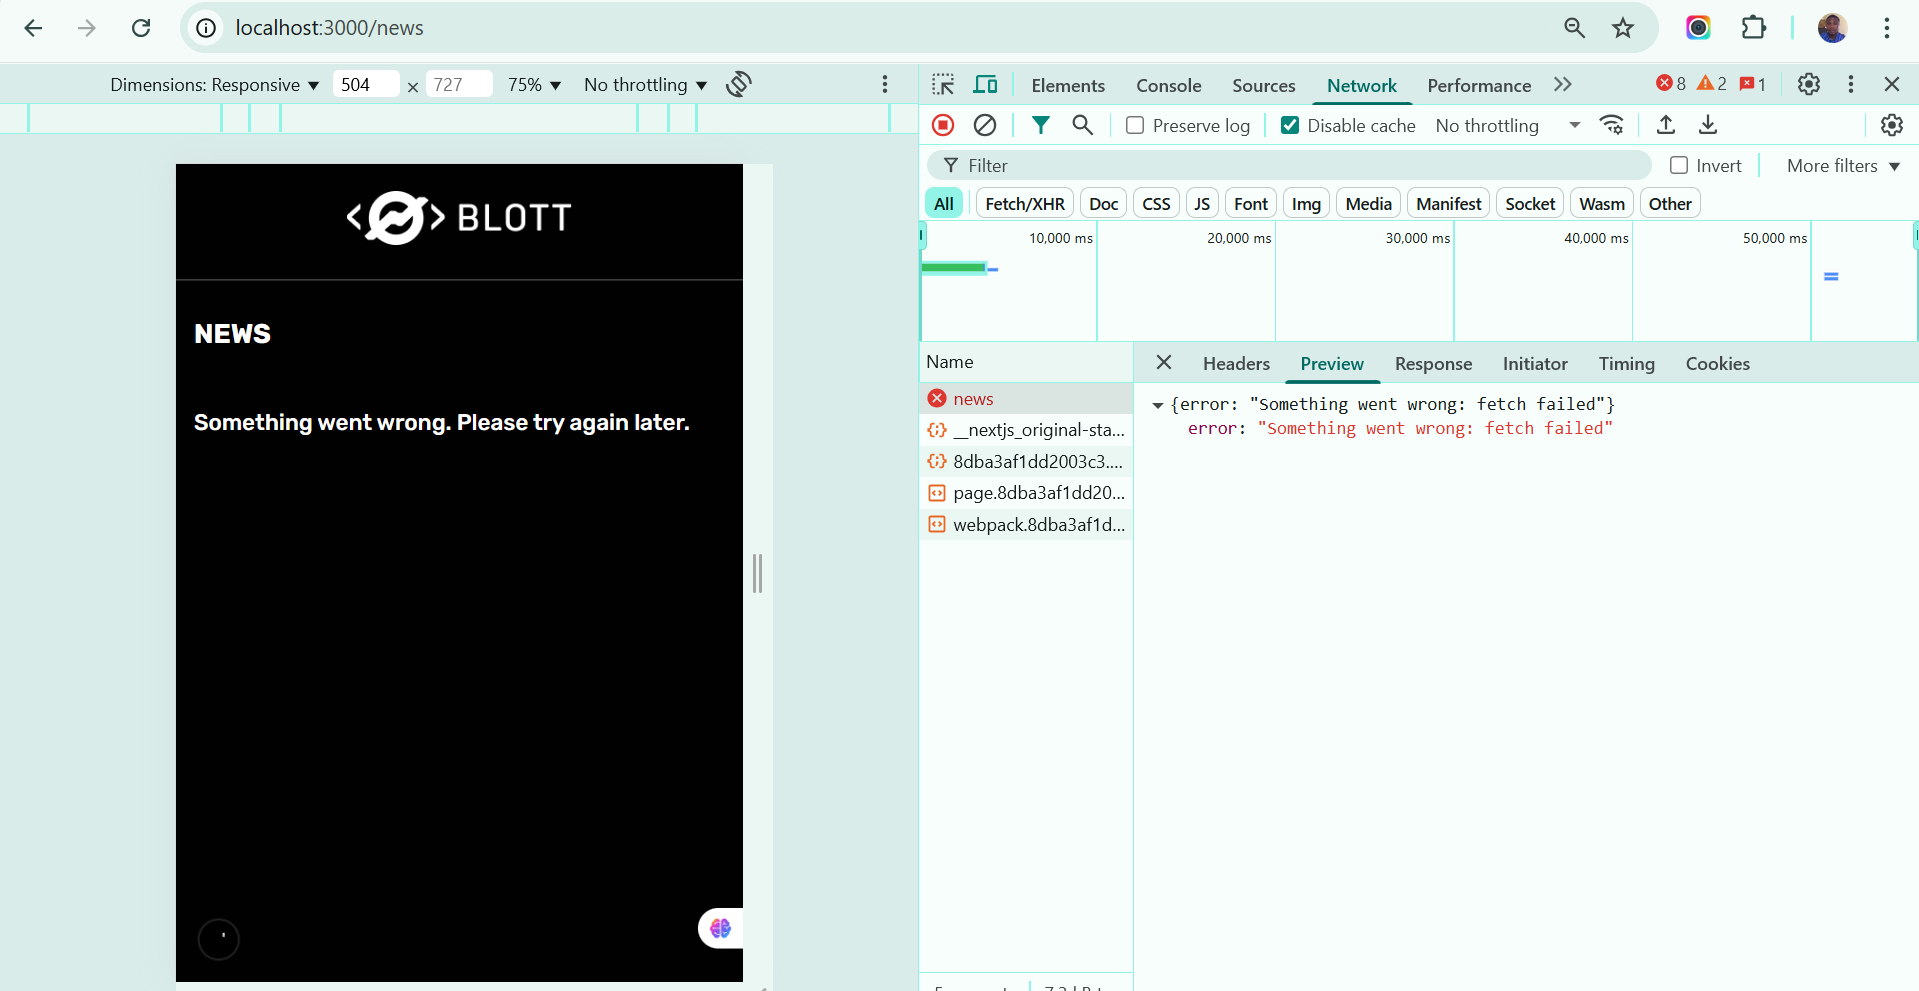 localhost:3000/news
Dimensions: Responsive ▼ 504 × 727 75% ▼ No throttling ▼
Elements Console Sources Network Performance 8 2 1
Preserve log Disable cache No throttling
Filter Invert More filters ▼
All Fetch/XHR Doc CSS JS Font Img Media Manifest Socket Wasm Other
10,000 ms 20,000 ms 30,000 ms 40,000 ms 50,000 ms
Name
Headers Preview Response Initiator Timing Cookies
news
__nextjs_original-sta...
8dba3af1dd2003c3....
page.8dba3af1dd20...
webpack.8dba3af1d...
{error: "Something went wrong: fetch failed"}
error: "Something went wrong: fetch failed"
BLOTT
NEWS
Something went wrong. Please try again later.